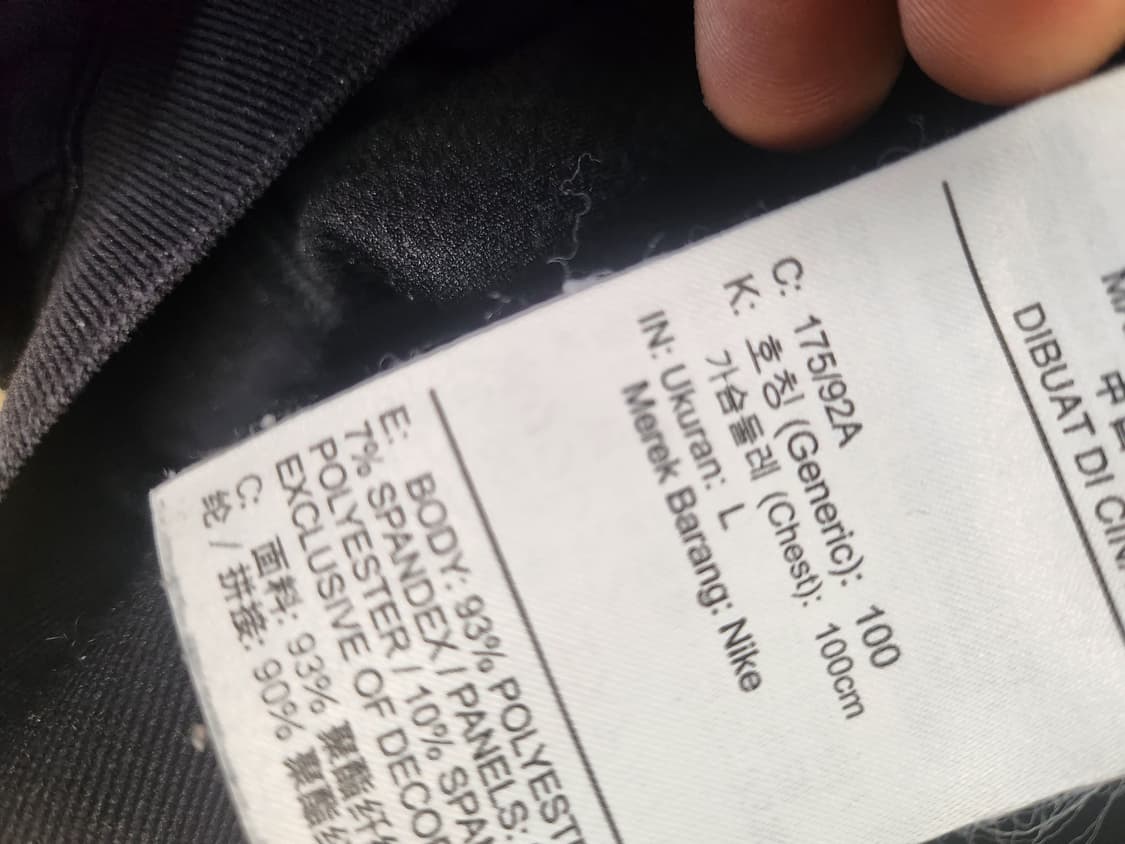 DIBUAT DI CIN
C: 175/92A
K: 호칭 (Generic): 100
가슴둘레 (Chest): 100cm
IN: Ukuran: L
Merek Barang: Nike
E: BODY: 93% POLYEST
7% SPANDEX / PANELS:
POLYESTER / 10% SPA
EXCLUSIVE OF DECOR
C: 面料: 93% 聚酯纤
纶 / 拼接: 90% 聚酯